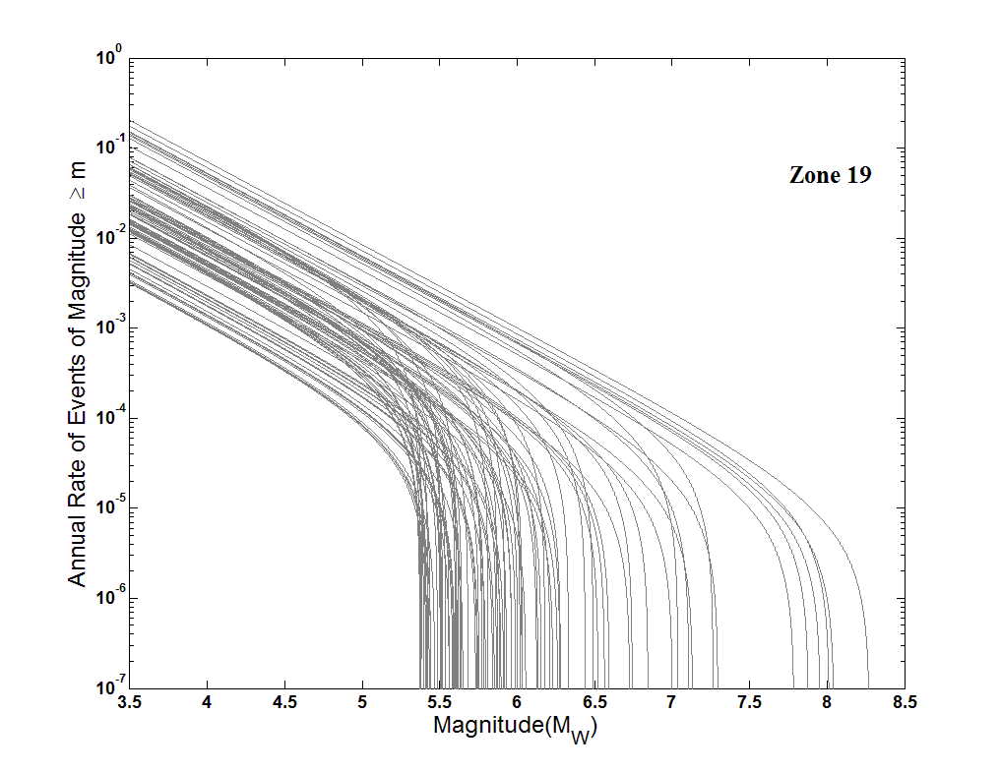 10^0
10^-1
10^-2
10^-3
10^-4
10^-5
10^-6
10^-7
Annual Rate of Events of Magnitude ≥ m
Zone 19
3.5 4 4.5 5 5.5 6 6.5 7 7.5 8 8.5
Magnitude(M_W)